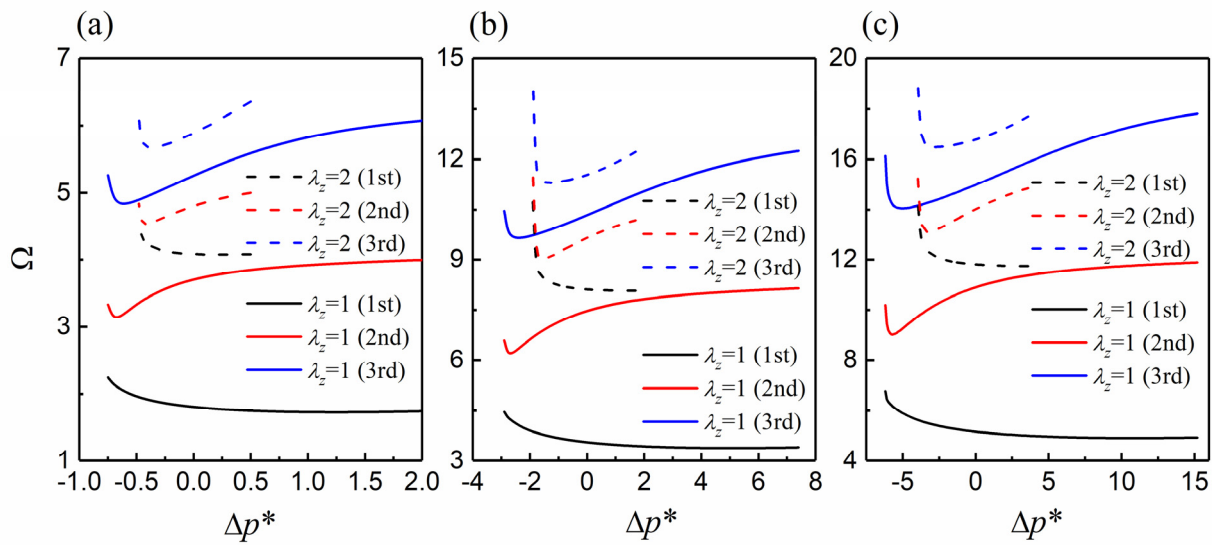 (a)
7
5
3
1
-1.0 -0.5 0.0 0.5 1.0 1.5 2.0
Ω
Δp*
λz=2 (1st)
λz=2 (2nd)
λz=2 (3rd)
λz=1 (1st)
λz=1 (2nd)
λz=1 (3rd)
(b)
15
12
9
6
3
-4 -2 0 2 4 6 8
Δp*
λz=2 (1st)
λz=2 (2nd)
λz=2 (3rd)
λz=1 (1st)
λz=1 (2nd)
λz=1 (3rd)
(c)
20
16
12
8
4
-5 0 5 10 15
Δp*
λz=2 (1st)
λz=2 (2nd)
λz=2 (3rd)
λz=1 (1st)
λz=1 (2nd)
λz=1 (3rd)